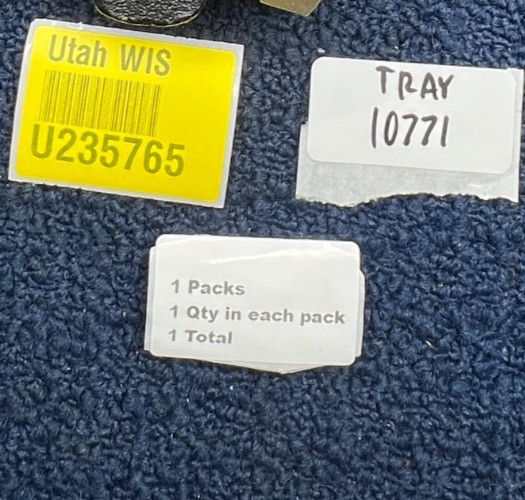 Utah WIS
U235765
TRAY
10771
1 Packs
1 Qty in each pack
1 Total